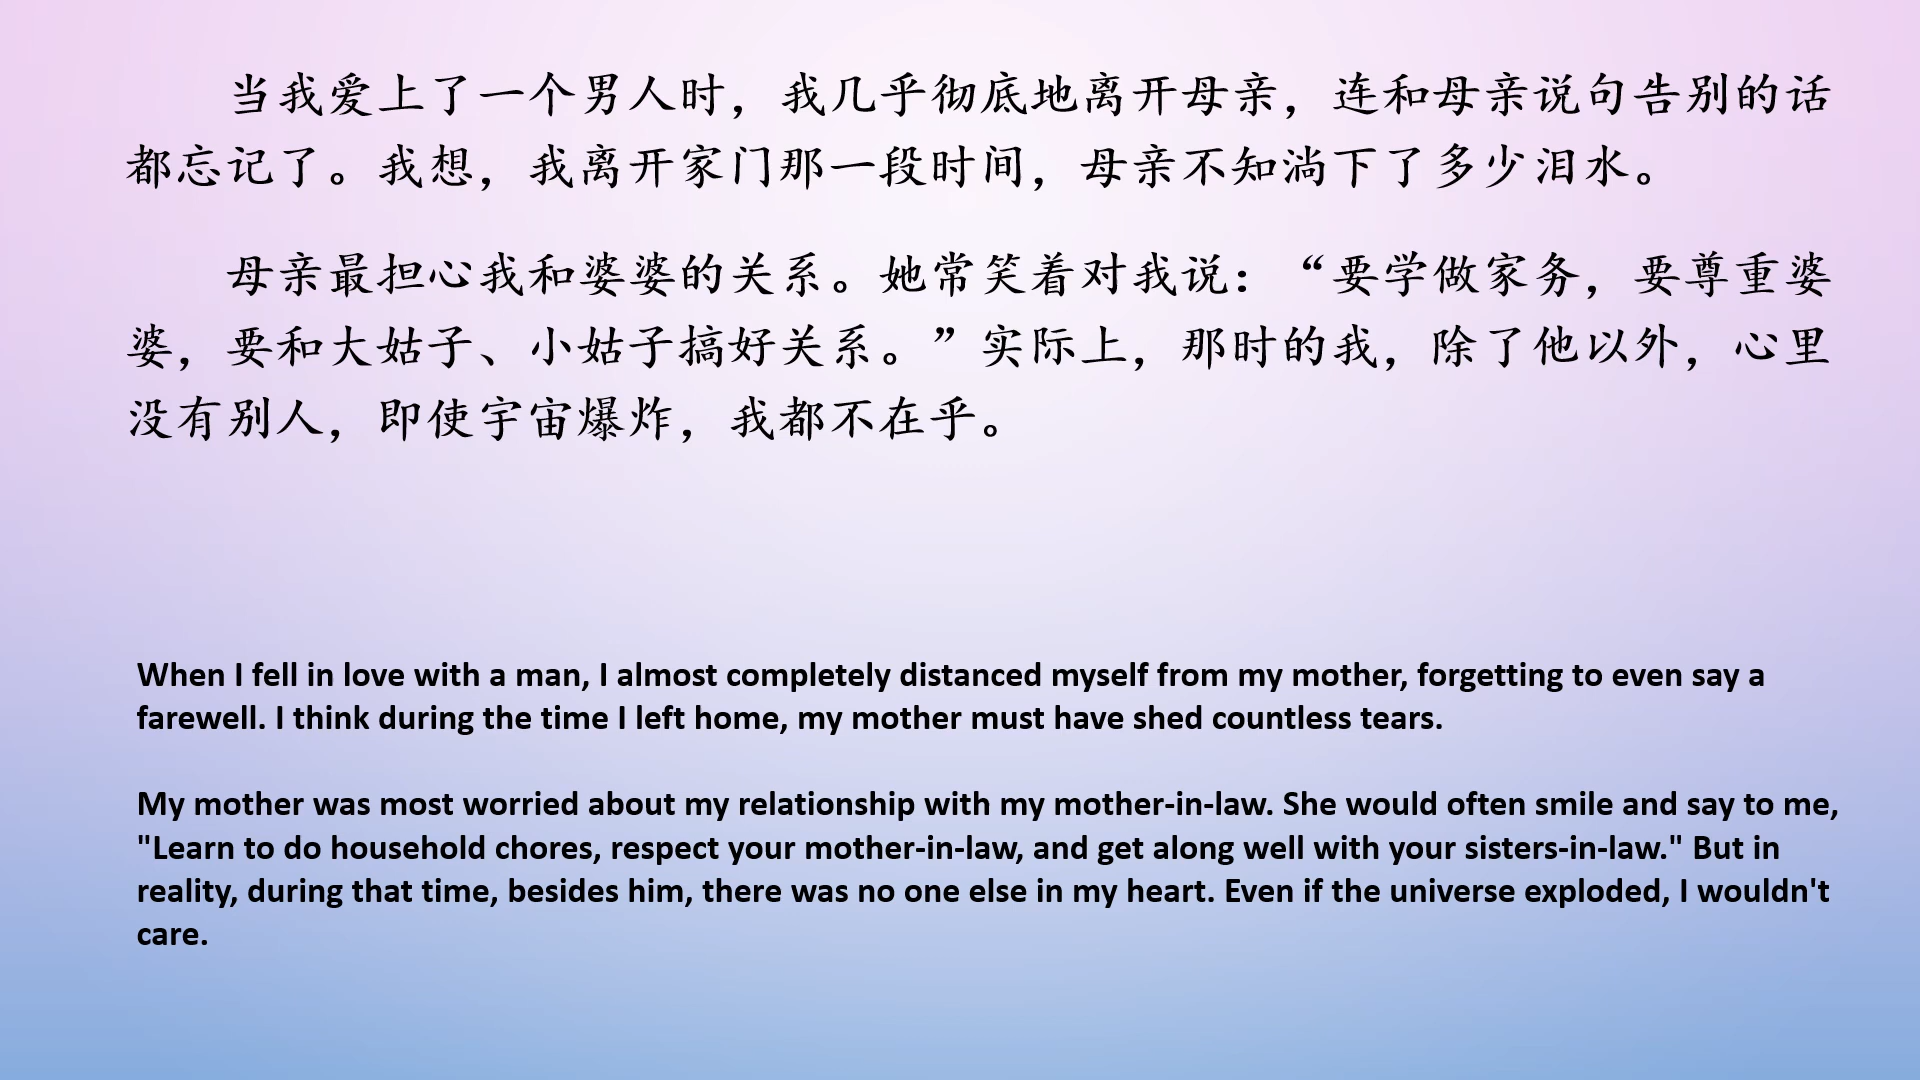 当我爱上了一个男人时，我几乎彻底地离开母亲，连和母亲说句告别的话
都忘记了。我想，我离开家门那一段时间，母亲不知淌下了多少泪水。
母亲最担心我和婆婆的关系。她常笑着对我说：“要学做家务，要尊重婆
婆，要和大姑子、小姑子搞好关系。”实际上，那时的我，除了他以外，心里
没有别人，即使宇宙爆炸，我都不在乎。
When I fell in love with a man, I almost completely distanced myself from my mother, forgetting to even say a
farewell. I think during the time I left home, my mother must have shed countless tears.
My mother was most worried about my relationship with my mother-in-law. She would often smile and say to me,
"Learn to do household chores, respect your mother-in-law, and get along well with your sisters-in-law." But in
reality, during that time, besides him, there was no one else in my heart. Even if the universe exploded, I wouldn't
care.